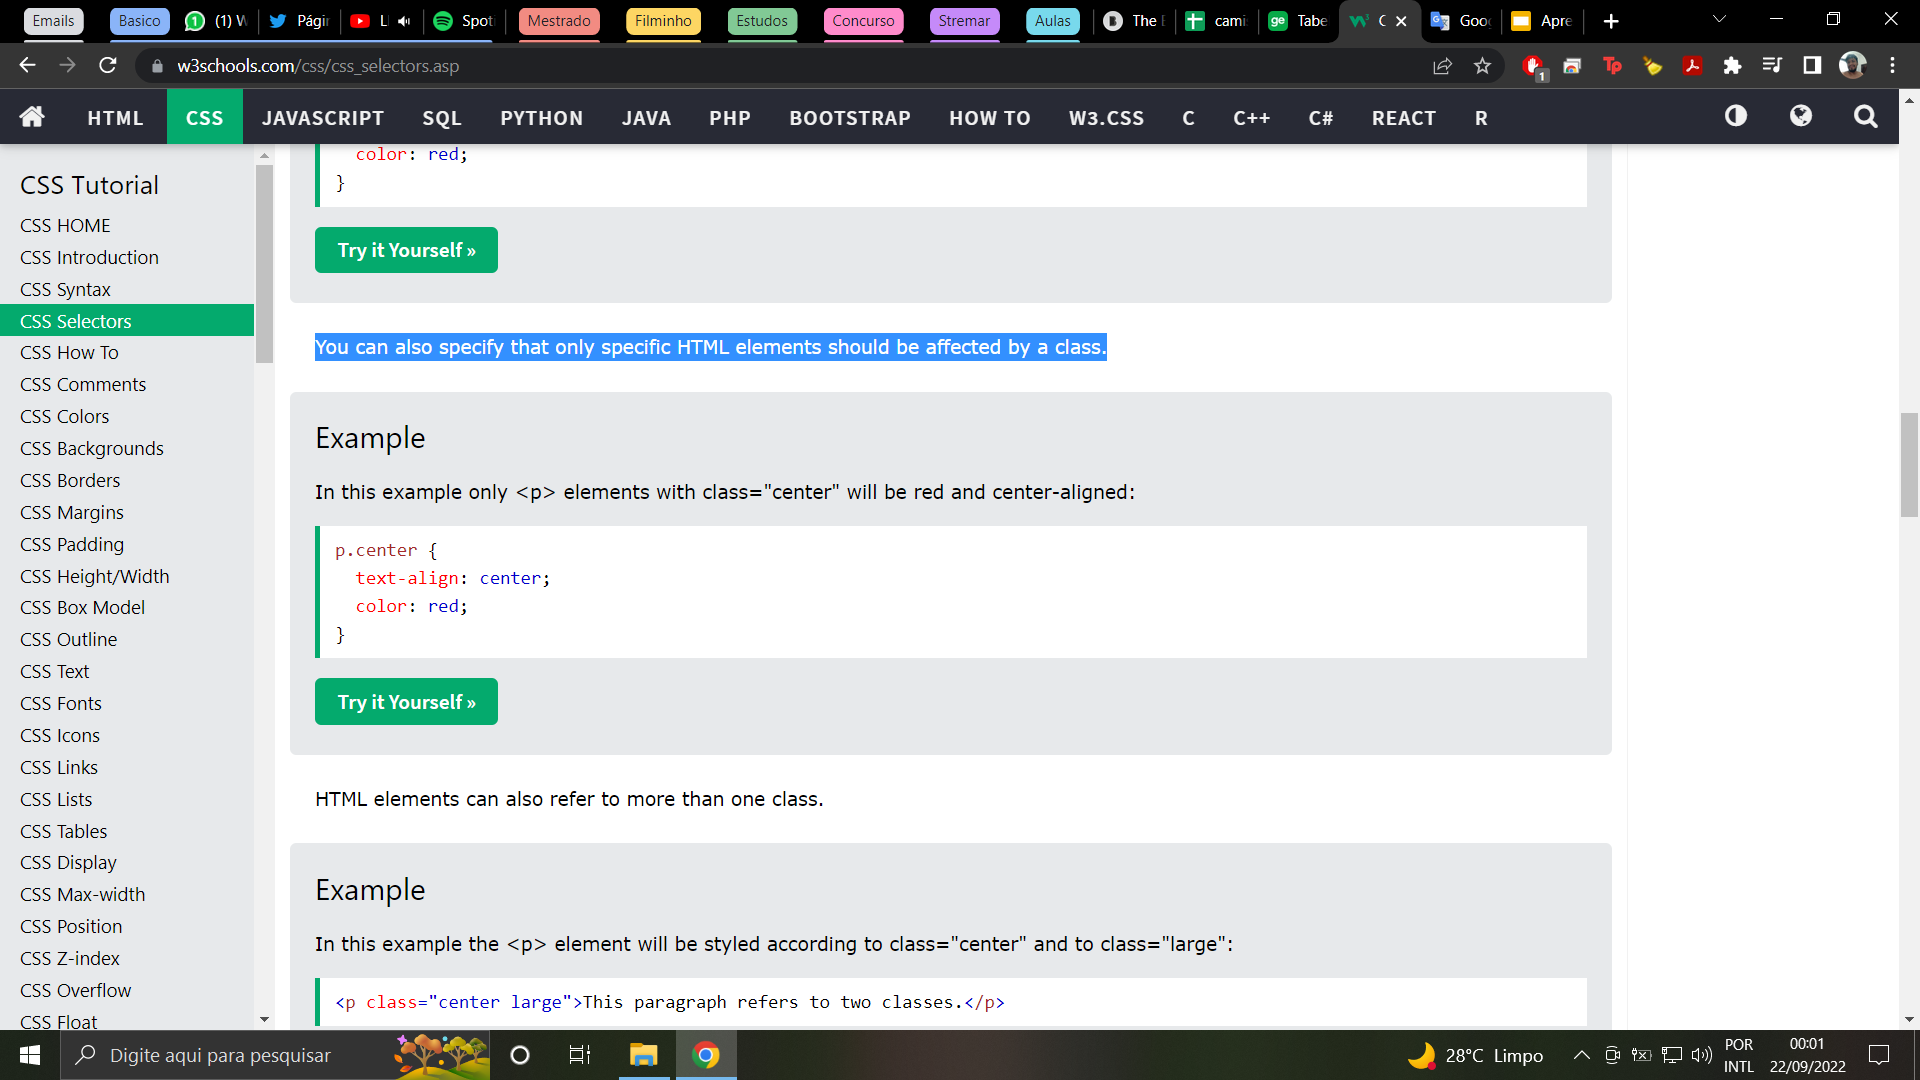 Emails
Basico
(1) W
Págir
L
Spoti
Mestrado
Filminho
Estudos
Concurso
Stremar
Aulas
The E
cami
Tabe
C
Goo
Apre
w3schools.com/css/css_selectors.asp
1
HTML
CSS
JAVASCRIPT
SQL
PYTHON
JAVA
PHP
BOOTSTRAP
HOW TO
W3.CSS
C
C++
C#
REACT
R
CSS Tutorial
CSS HOME
CSS Introduction
CSS Syntax
CSS Selectors
CSS How To
CSS Comments
CSS Colors
CSS Backgrounds
CSS Borders
CSS Margins
CSS Padding
CSS Height/Width
CSS Box Model
CSS Outline
CSS Text
CSS Fonts
CSS Icons
CSS Links
CSS Lists
CSS Tables
CSS Display
CSS Max-width
CSS Position
CSS Z-index
CSS Overflow
CSS Float
color: red;
}
Try it Yourself »
You can also specify that only specific HTML elements should be affected by a class.
Example
In this example only <p> elements with class="center" will be red and center-aligned:
p.center {
text-align: center;
color: red;
}
Try it Yourself »
HTML elements can also refer to more than one class.
Example
In this example the <p> element will be styled according to class="center" and to class="large":
<p class="center large">This paragraph refers to two classes.</p>
Digite aqui para pesquisar
28°C Limpo
POR
INTL
00:01
22/09/2022